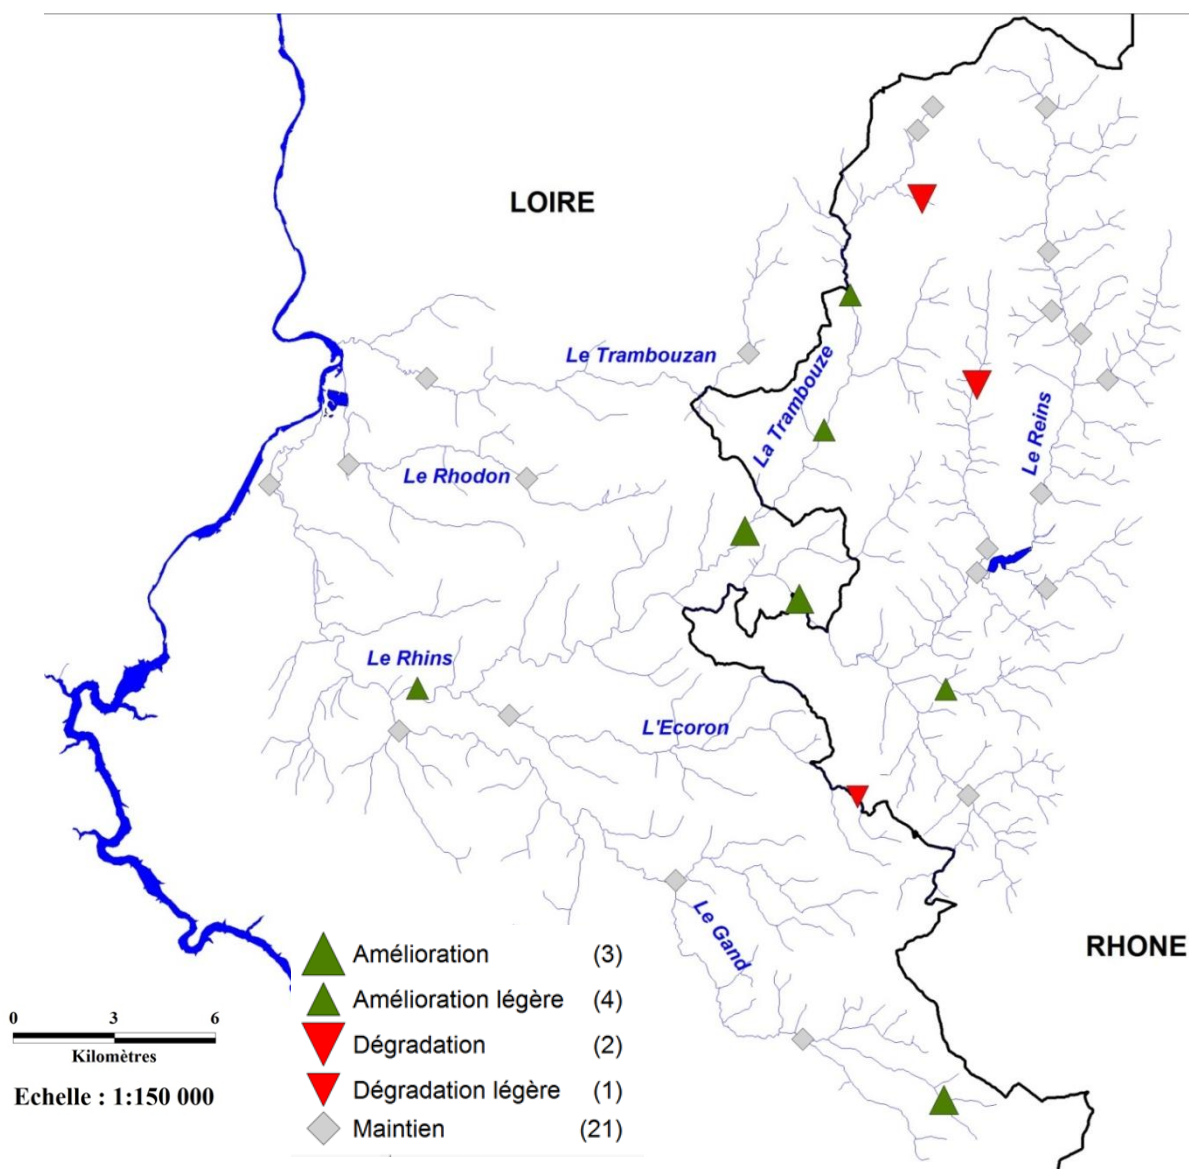 LOIRE
Le Trambouzan
La Trambouze
Le Reins
Le Rhodon
Le Rhins
L'Ecoron
Le Gand
RHONE
Amélioration (3)
Amélioration légère (4)
Dégradation (2)
Dégradation légère (1)
Maintien (21)
0 3 6
Kilomètres
Echelle : 1:150 000